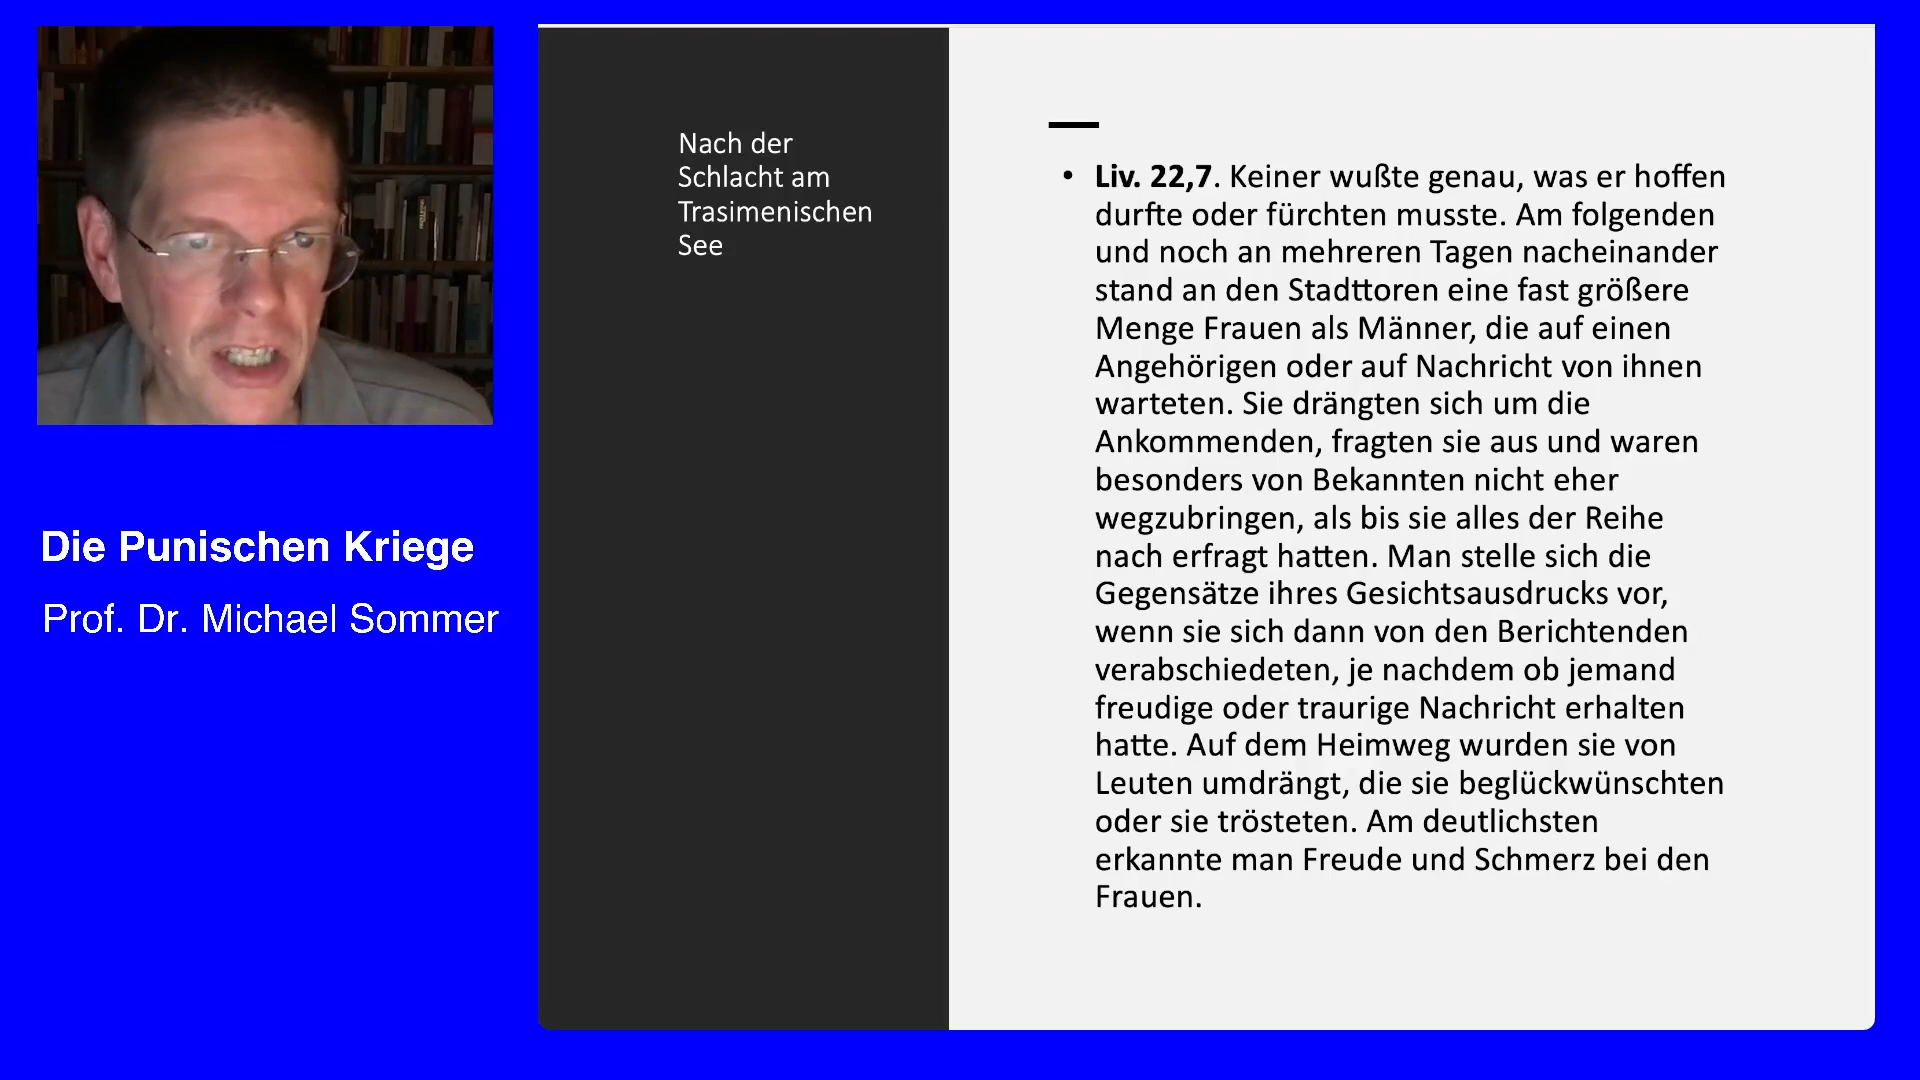 Die Punischen Kriege
Prof. Dr. Michael Sommer
Nach der
Schlacht am
Trasimenischen
See
• Liv. 22,7. Keiner wußte genau, was er hoffen
durfte oder fürchten musste. Am folgenden
und noch an mehreren Tagen nacheinander
stand an den Stadttoren eine fast größere
Menge Frauen als Männer, die auf einen
Angehörigen oder auf Nachricht von ihnen
warteten. Sie drängten sich um die
Ankommenden, fragten sie aus und waren
besonders von Bekannten nicht eher
wegzubringen, als bis sie alles der Reihe
nach erfragt hatten. Man stelle sich die
Gegensätze ihres Gesichtsausdrucks vor,
wenn sie sich dann von den Berichtenden
verabschiedeten, je nachdem ob jemand
freudige oder traurige Nachricht erhalten
hatte. Auf dem Heimweg wurden sie von
Leuten umdrängt, die sie beglückwünschten
oder sie trösteten. Am deutlichsten
erkannte man Freude und Schmerz bei den
Frauen.